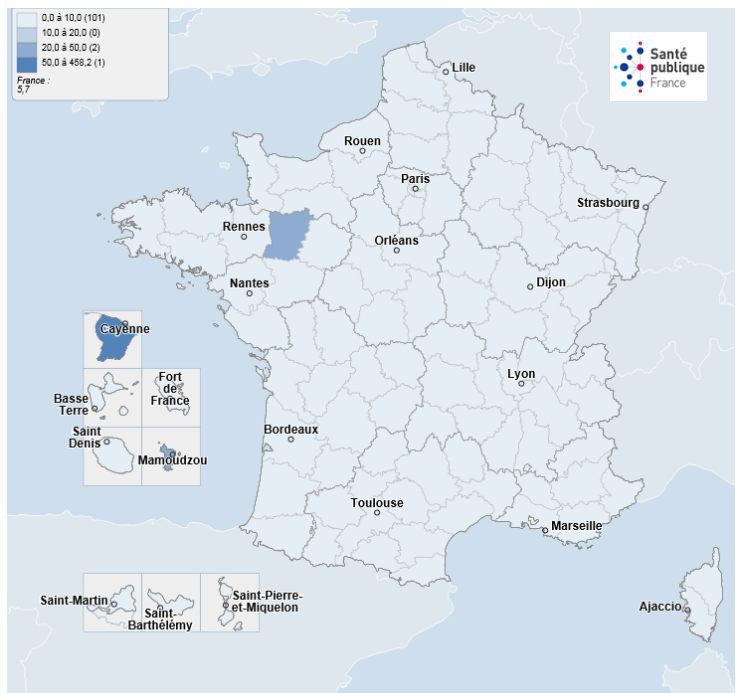 0,0 à 10,0 (101)
10,0 à 20,0 (0)
20,0 à 50,0 (2)
50,0 à 458,2 (1)
France :
5,7
Santé
publique
France
Lille
Rouen
Paris
Strasbourg
Rennes
Orléans
Nantes
Dijon
Cayenne
Lyon
Fort
de
France
Basse
Terre
Saint
Denis
Bordeaux
Mamoudzou
Toulouse
Marseille
Saint-Martin
Saint-
Barthélémy
Saint-Pierre-
et-Miquelon
Ajaccio